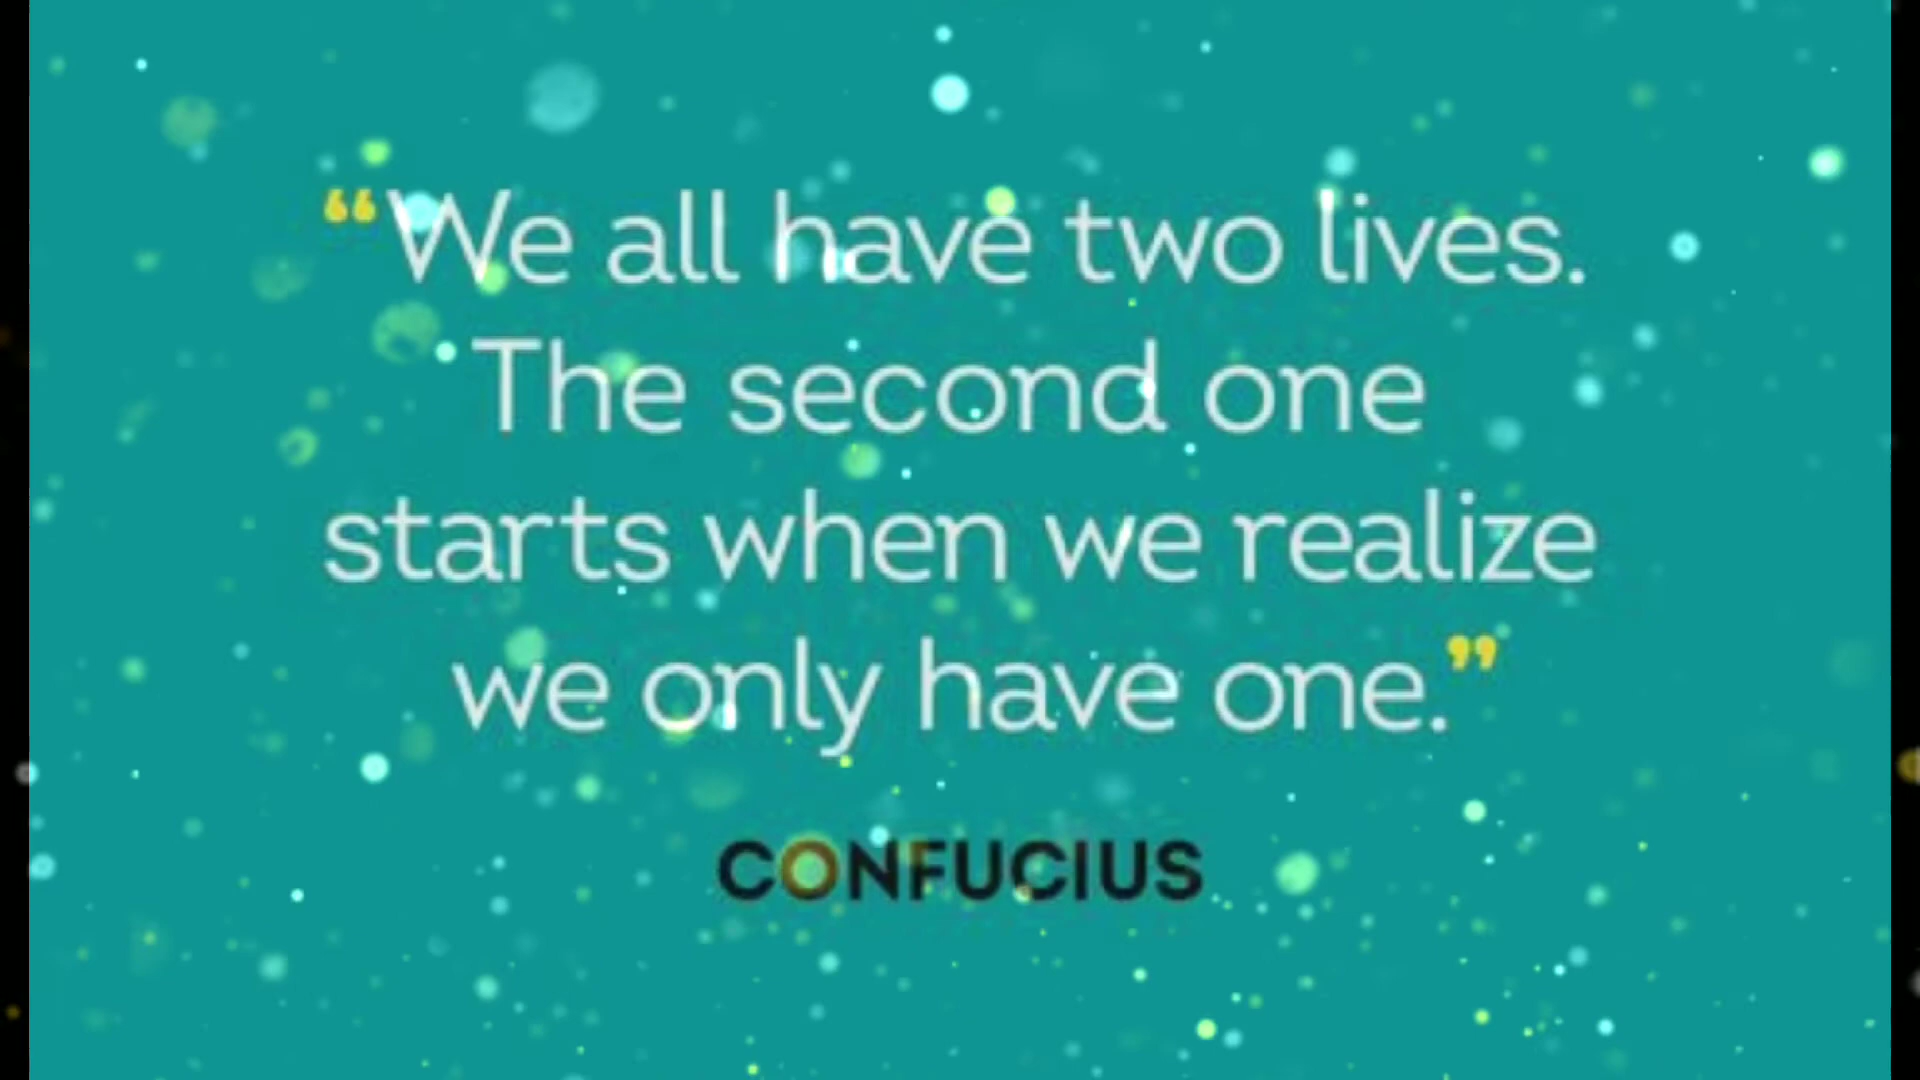 “We all have two lives.
The second one
starts when we realize
we only have one.”
CONFUCIUS